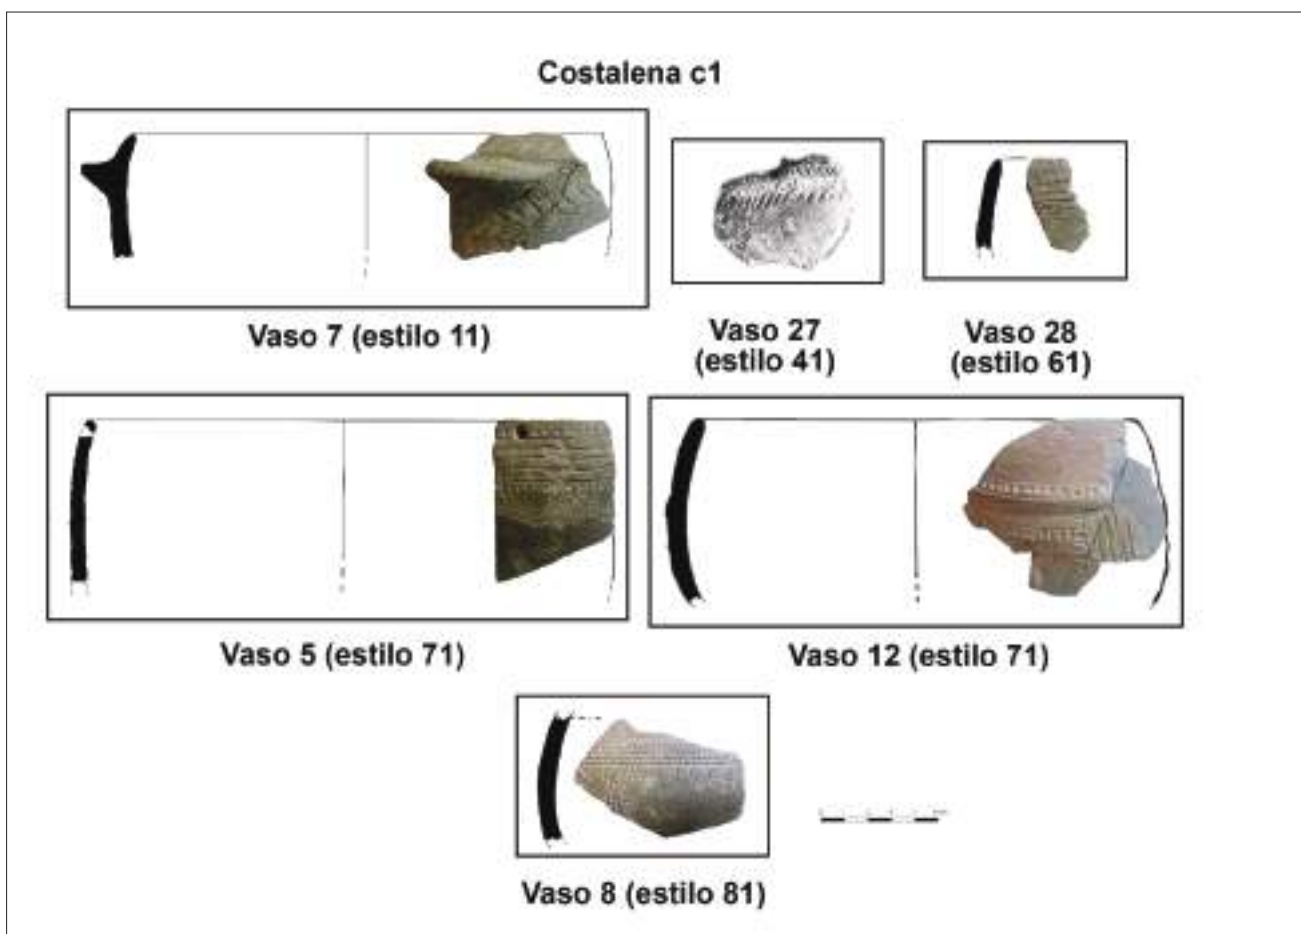 Costalena c1
Vaso 7 (estilo 11)
Vaso 27
(estilo 41)
Vaso 28
(estilo 61)
Vaso 5 (estilo 71)
Vaso 12 (estilo 71)
Vaso 8 (estilo 81)